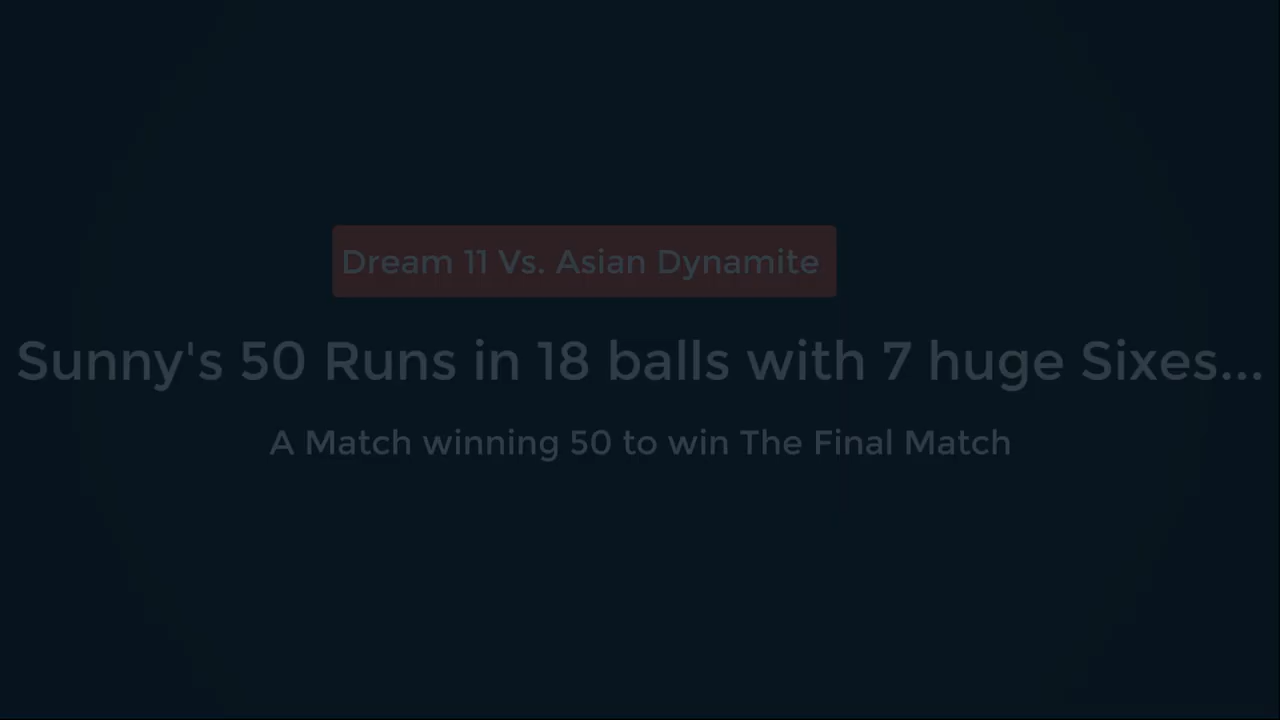 Dream 11 Vs. Asian Dynamite
Sunny's 50 Runs in 18 balls with 7 huge Sixes...
A Match winning 50 to win The Final Match